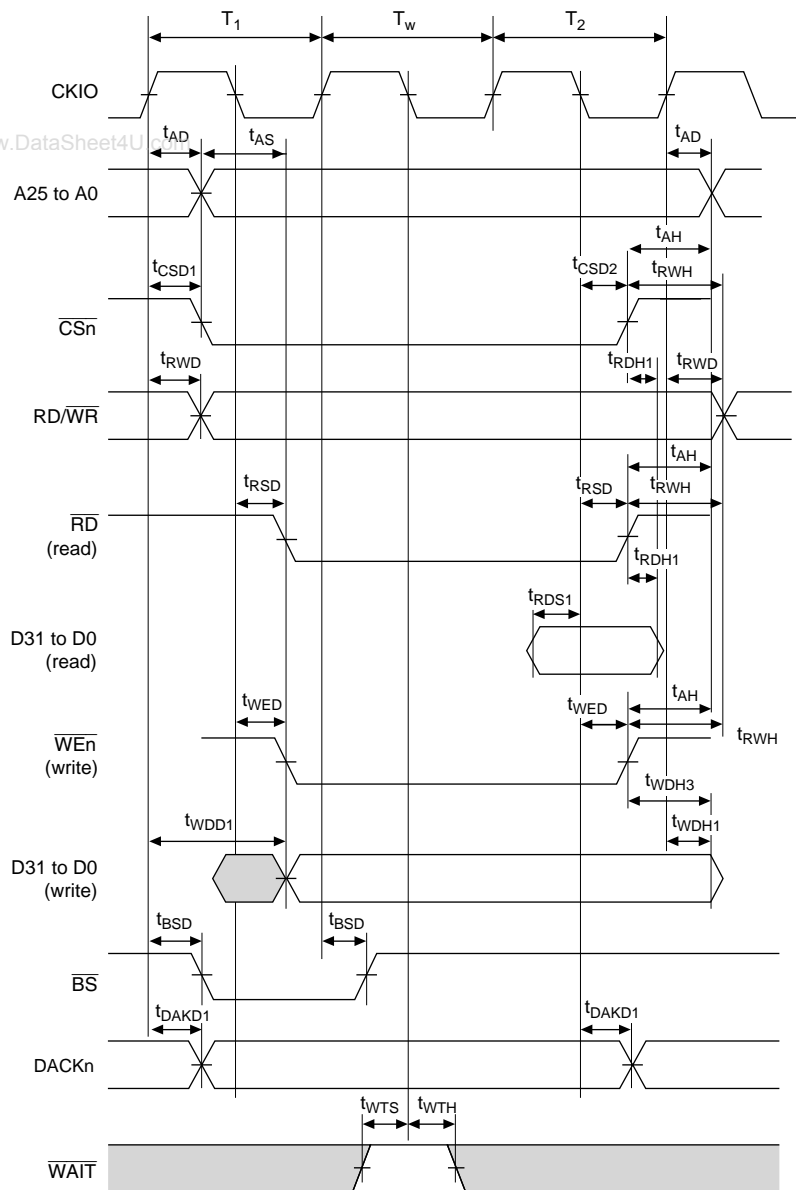 T1 Tw T2
CKIO
w.DataSheet4U.com
tAD tAS tAD
A25 to A0
tAH
tCSD1 tCSD2 tRWH
CSn
tRWD tRDH1 tRWD
RD/WR
tAH
tRSD tRSD tRWH
RD
(read)
tRDH1
tRDS1
D31 to D0
(read)
tAH
tWED tWED
tRWH
WEn
(write)
tWDH3
tWDD1 tWDH1
D31 to D0
(write)
tBSD tBSD
BS
tDAKD1 tDAKD1
DACKn
tWTS tWTH
WAIT